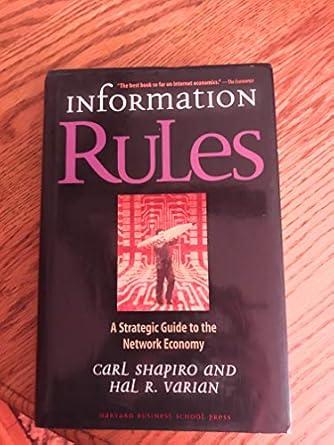 "The best book so far on Internet economics." —The Economist
INFORMATION
RULES
A Strategic Guide to the
Network Economy
CARL SHAPIRO AND
HAL R. VARIAN
HARVARD BUSINESS SCHOOL PRESS